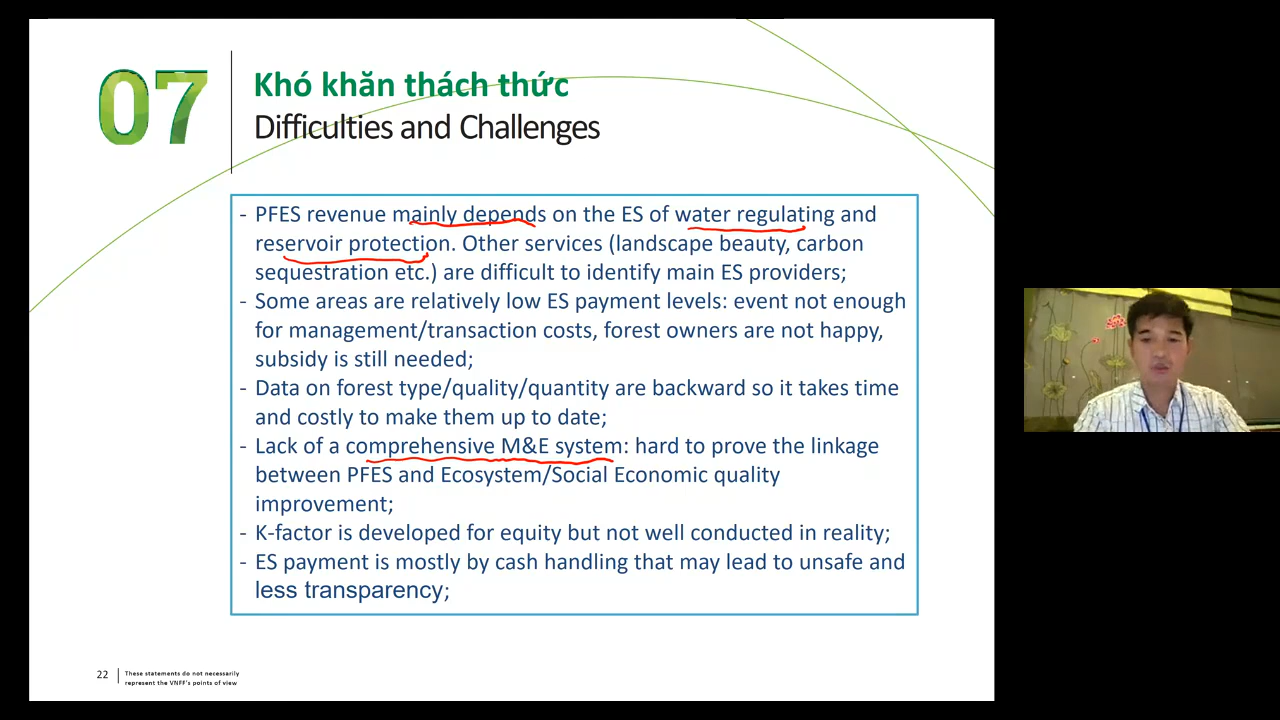 07
Khó khăn thách thức
Difficulties and Challenges
- PFES revenue mainly depends on the ES of water regulating and
reservoir protection. Other services (landscape beauty, carbon
sequestration etc.) are difficult to identify main ES providers;
- Some areas are relatively low ES payment levels: event not enough
for management/transaction costs, forest owners are not happy,
subsidy is still needed;
- Data on forest type/quality/quantity are backward so it takes time
and costly to make them up to date;
- Lack of a comprehensive M&E system: hard to prove the linkage
between PFES and Ecosystem/Social Economic quality
improvement;
- K-factor is developed for equity but not well conducted in reality;
- ES payment is mostly by cash handling that may lead to unsafe and
less transparency;
22
These statements do not necessarily
represent the VNFF's points of view